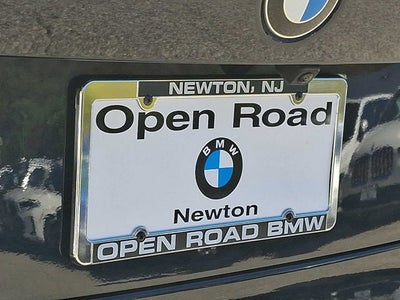 NEWTON, NJ
Open Road
BMW
Newton
OPEN ROAD BMW